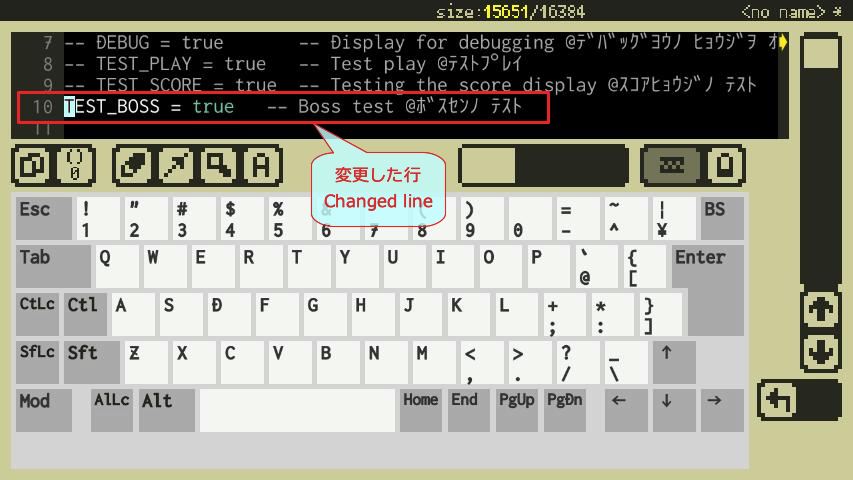 size:15651/16384 <no name> *
7 -- DEBUG = true -- Display for debugging @ﾃﾞﾊﾞｯｸﾞﾖｳﾉ ﾋｮｳｼﾞｦ ｵ
8 -- TEST_PLAY = true -- Test play @ﾃｽﾄﾌﾟﾚｲ
9 -- TEST_SCORE = true -- Testing the score display @ｽｺｱﾋｮｳｼﾞﾉ ﾃｽﾄ
10 TEST_BOSS = true -- Boss test @ﾎﾞｽｾﾝﾉ ﾃｽﾄ
11
() 0 A
変更した行
Changed line
Esc ! " # $ % & ( ) = ~ | BS
1 2 3 4 5 6 7 8 9 0 - ^ ¥
Tab Q W E R T Y U I O P ` { Enter
@ [
CtLc Ctl A S D F G H J K L + * }
; : ]
SfLc Sft Z X C V B N M < > ? _ ↑
, . / \
Mod AlLc Alt Home End PgUp PgDn ← ↓ →